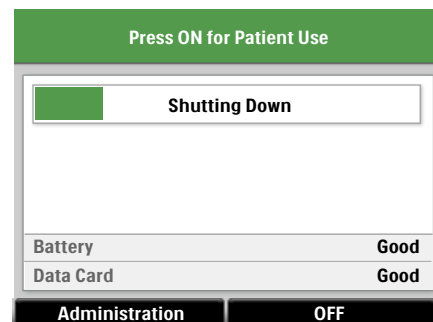 Press ON for Patient Use
Shutting Down
Battery Good
Data Card Good
Administration OFF